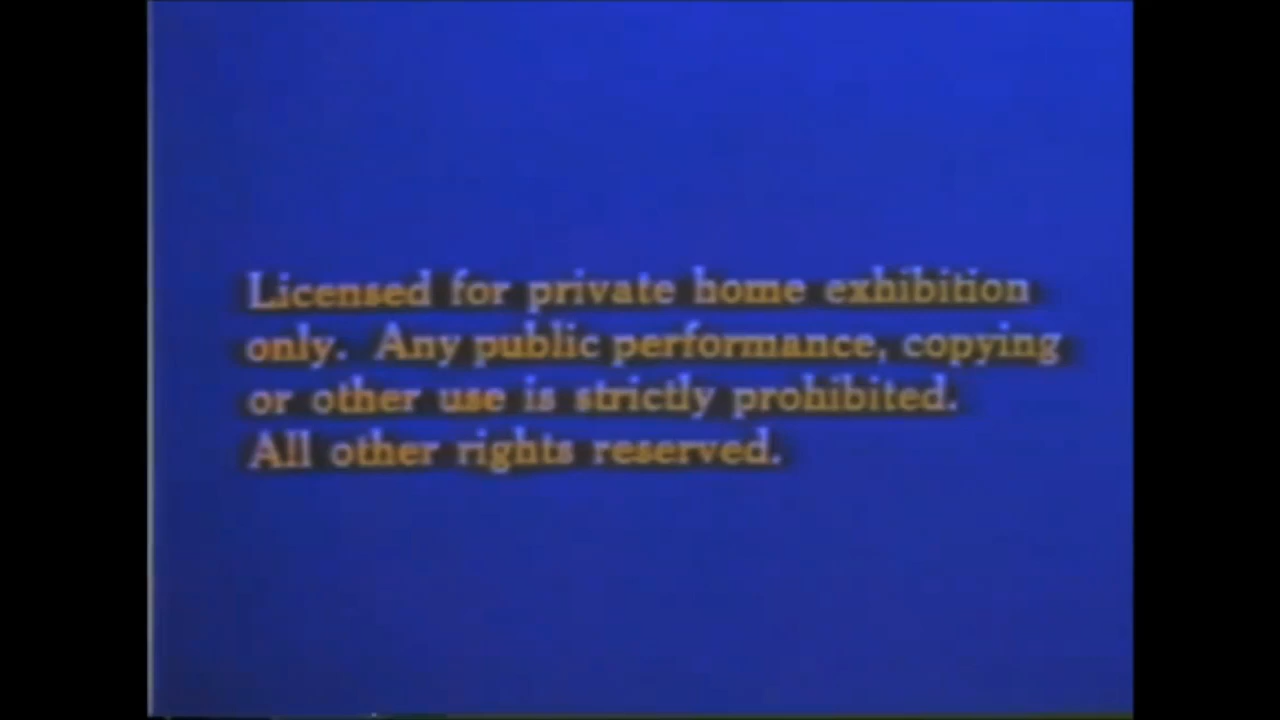 Licensed for private home exhibition
only. Any public performance, copying
or other use is strictly prohibited.
All other rights reserved.